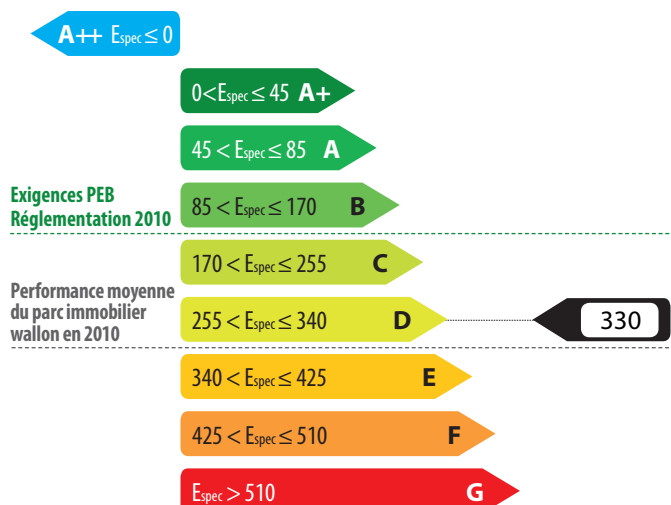 A++ Espec ≤ 0
0<Espec ≤ 45 A+
45 < Espec ≤ 85 A
Exigences PEB
Réglementation 2010
85 < Espec ≤ 170 B
170 < Espec ≤ 255 C
Performance moyenne
du parc immobilier
wallon en 2010
255 < Espec ≤ 340 D
330
340 < Espec ≤ 425 E
425 < Espec ≤ 510 F
Espec > 510 G